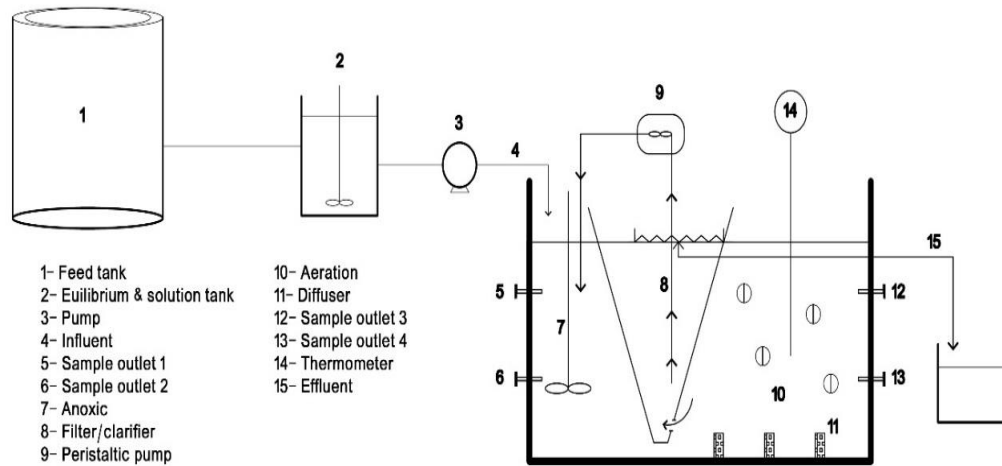 1
2
3
4
5
6
7
8
9
10
11
12
13
14
15
1- Feed tank
2- Euilibrium & solution tank
3- Pump
4- Influent
5- Sample outlet 1
6- Sample outlet 2
7- Anoxic
8- Filter/clarifier
9- Peristaltic pump
10- Aeration
11- Diffuser
12- Sample outlet 3
13- Sample outlet 4
14- Thermometer
15- Effluent